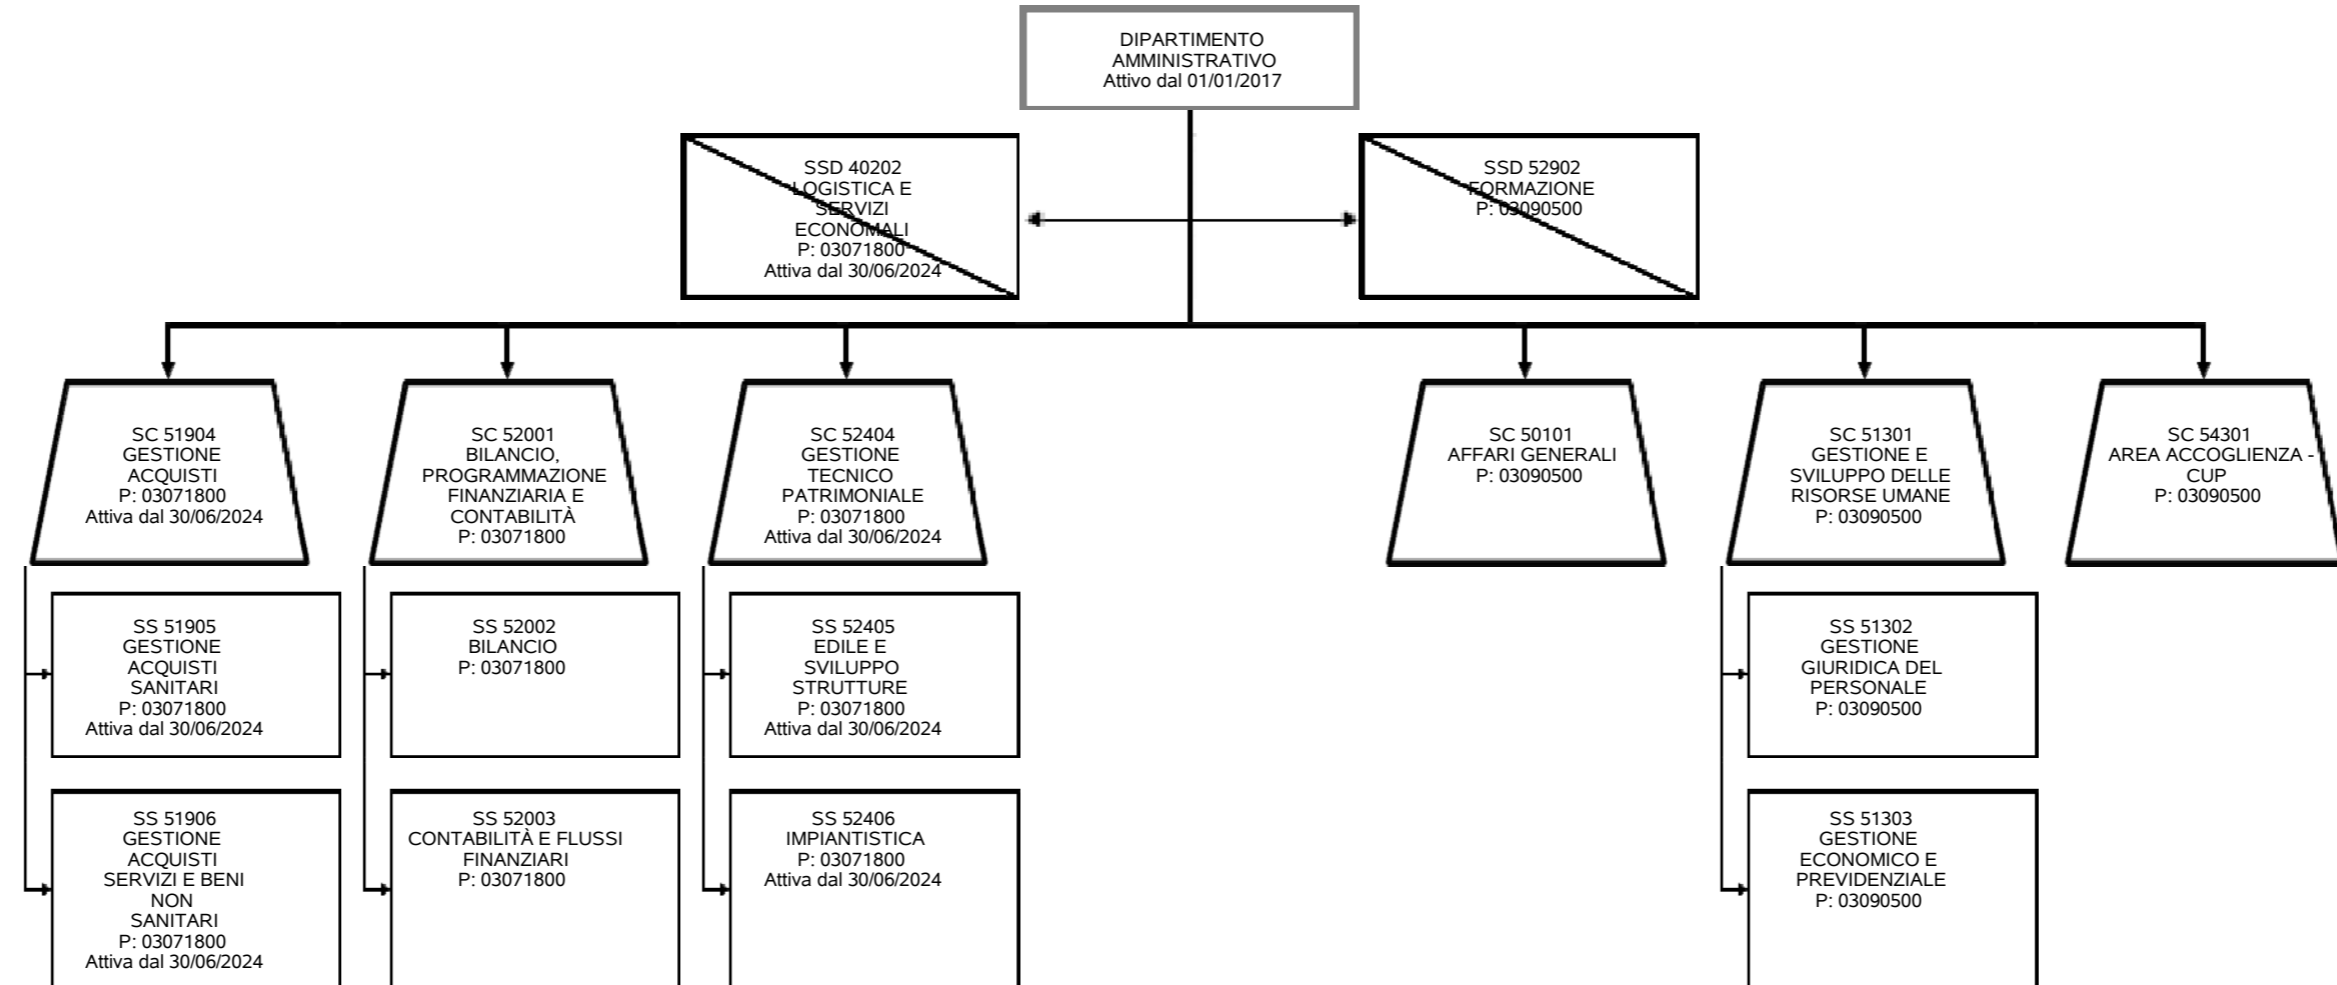 DIPARTIMENTO
AMMINISTRATIVO
Attivo dal 01/01/2017
SSD 40202
LOGISTICA E
SERVIZI
ECONOMALI
P: 03071800
Attiva dal 30/06/2024
SSD 52902
FORMAZIONE
P: 03090500
SC 51904
GESTIONE
ACQUISTI
P: 03071800
Attiva dal 30/06/2024
SC 52001
BILANCIO,
PROGRAMMAZIONE
FINANZIARIA E
CONTABILITÀ
P: 03071800
SC 52404
GESTIONE
TECNICO
PATRIMONIALE
P: 03071800
Attiva dal 30/06/2024
SC 50101
AFFARI GENERALI
P: 03090500
SC 51301
GESTIONE E
SVILUPPO DELLE
RISORSE UMANE
P: 03090500
SC 54301
AREA ACCOGLIENZA -
CUP
P: 03090500
SS 51905
GESTIONE
ACQUISTI
SANITARI
P: 03071800
Attiva dal 30/06/2024
SS 52002
BILANCIO
P: 03071800
SS 52405
EDILE E
SVILUPPO
STRUTTURE
P: 03071800
Attiva dal 30/06/2024
SS 51302
GESTIONE
GIURIDICA DEL
PERSONALE
P: 03090500
SS 51906
GESTIONE
ACQUISTI
SERVIZI E BENI
NON
SANITARI
P: 03071800
Attiva dal 30/06/2024
SS 52003
CONTABILITÀ E FLUSSI
FINANZIARI
P: 03071800
SS 52406
IMPIANTISTICA
P: 03071800
Attiva dal 30/06/2024
SS 51303
GESTIONE
ECONOMICO E
PREVIDENZIALE
P: 03090500